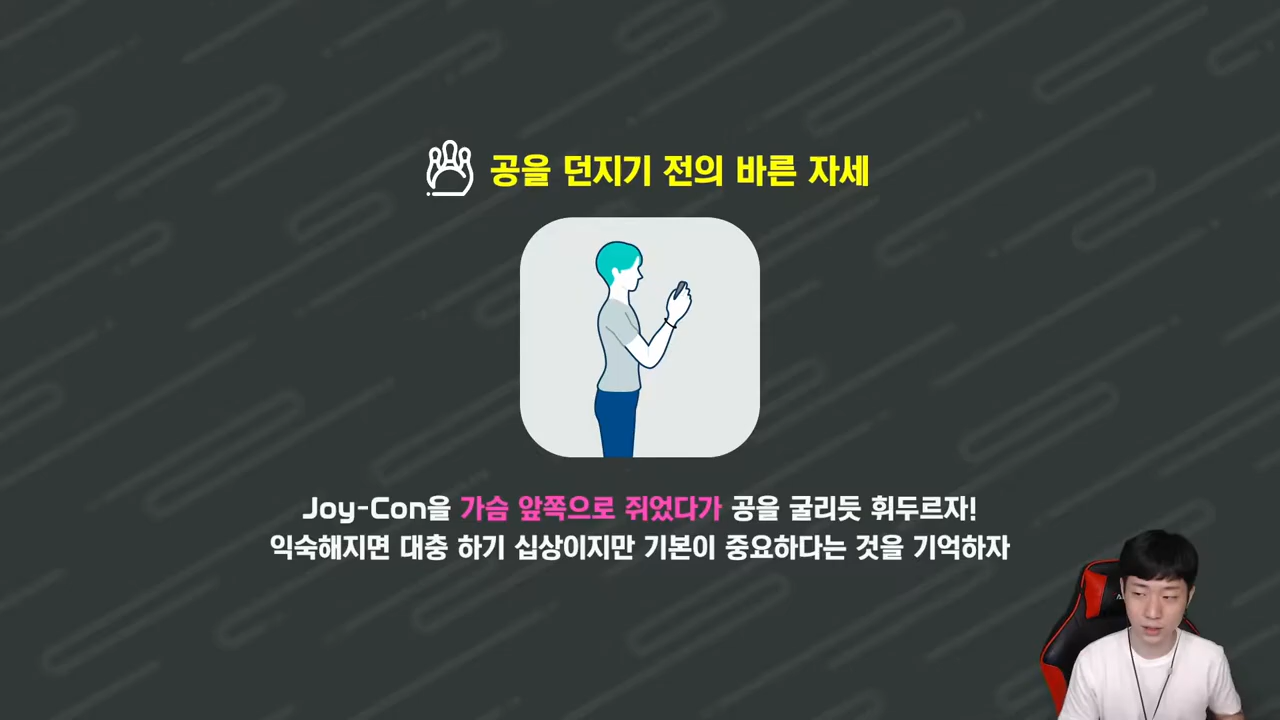 공을 던지기 전의 바른 자세
Joy-Con을 가슴 앞쪽으로 쥐었다가 공을 굴리듯 휘두르자!
익숙해지면 대충 하기 십상이지만 기본이 중요하다는 것을 기억하자